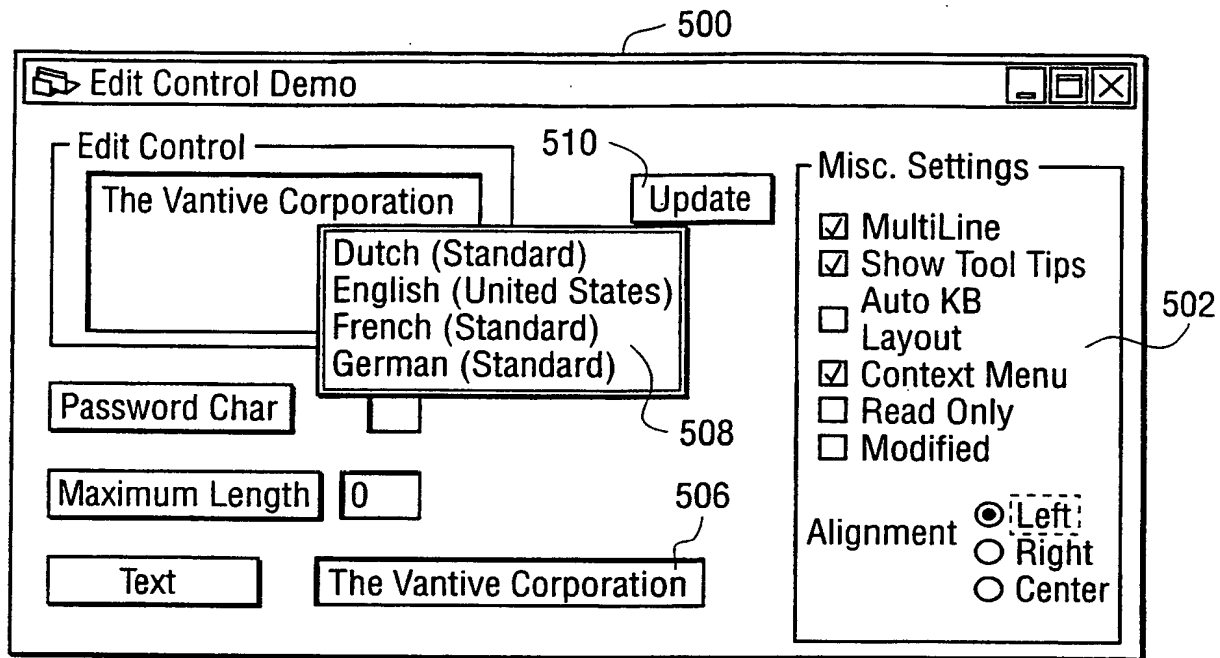 500
Edit Control Demo
Edit Control
510
Misc. Settings
The Vantive Corporation
Update
MultiLine
Dutch (Standard)
Show Tool Tips
English (United States)
Auto KB
Layout
502
French (Standard)
German (Standard)
Context Menu
Password Char
Read Only
508
Modified
Maximum Length
0
506
Alignment
Left
Right
Center
Text
The Vantive Corporation